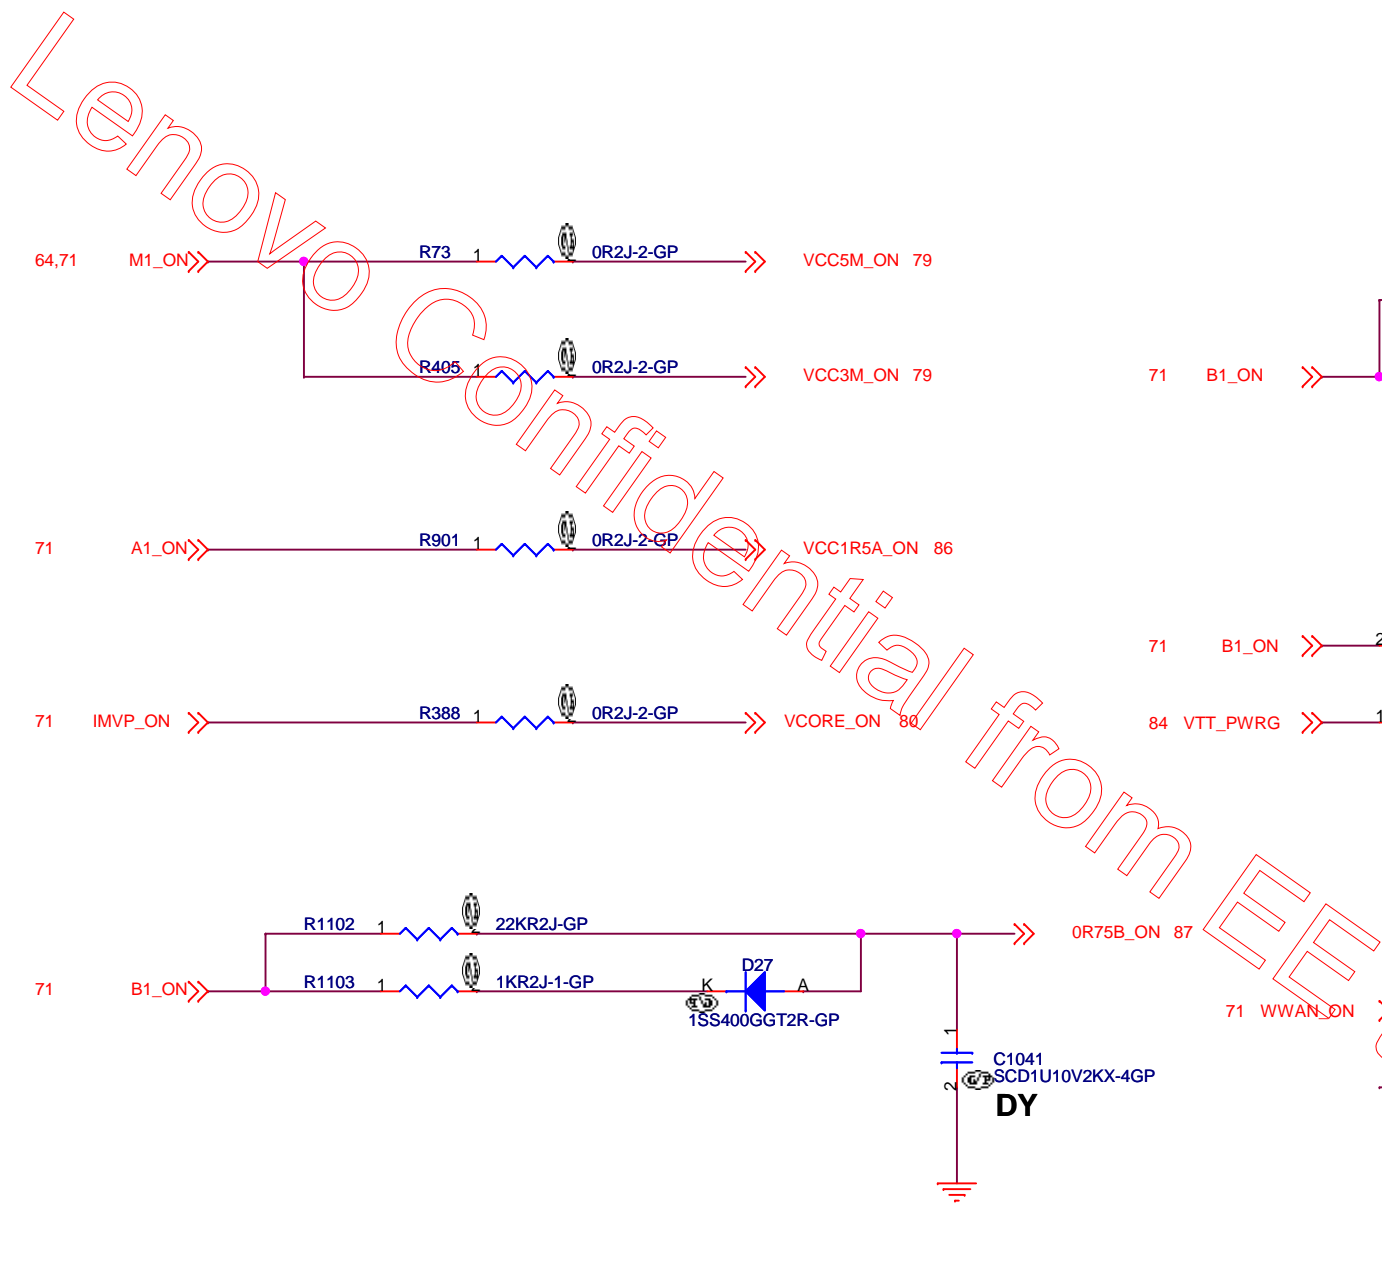 Lenovo Confidential from EE
64,71 M1_ON R73 1 0R2J-2-GP VCC5M_ON 79
R405 1 0R2J-2-GP VCC3M_ON 79
71 B1_ON
71 A1_ON R901 1 0R2J-2-GP VCC1R5A_ON 86
71 B1_ON 2
71 IMVP_ON R388 1 0R2J-2-GP VCORE_ON 80
84 VTT_PWRG 1
R1102 1 22KR2J-GP 0R75B_ON 87
D27
71 B1_ON R1103 1 1KR2J-1-GP K A
1SS400GGT2R-GP
71 WWAN_ON
1
C1041
2 SCD1U10V2KX-4GP
DY